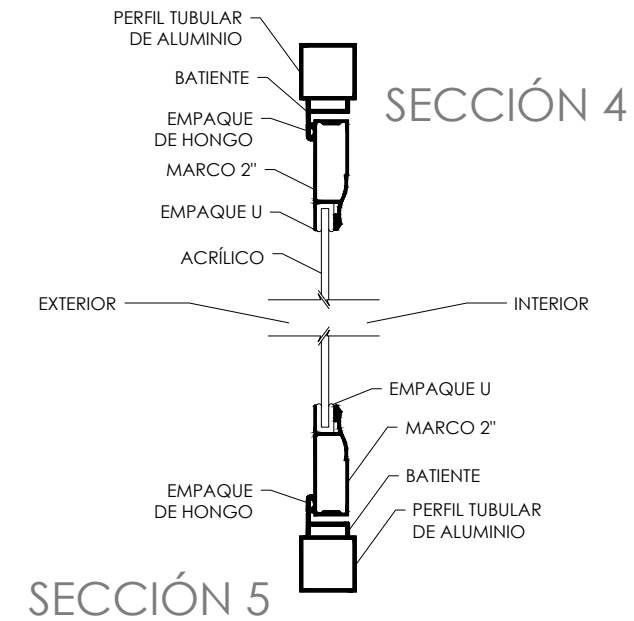 PERFIL TUBULAR
DE ALUMINIO
BATIENTE
SECCIÓN 4
EMPAQUE
DE HONGO
MARCO 2"
EMPAQUE U
ACRÍLICO
EXTERIOR
INTERIOR
EMPAQUE U
MARCO 2"
BATIENTE
EMPAQUE
DE HONGO
PERFIL TUBULAR
DE ALUMINIO
SECCIÓN 5